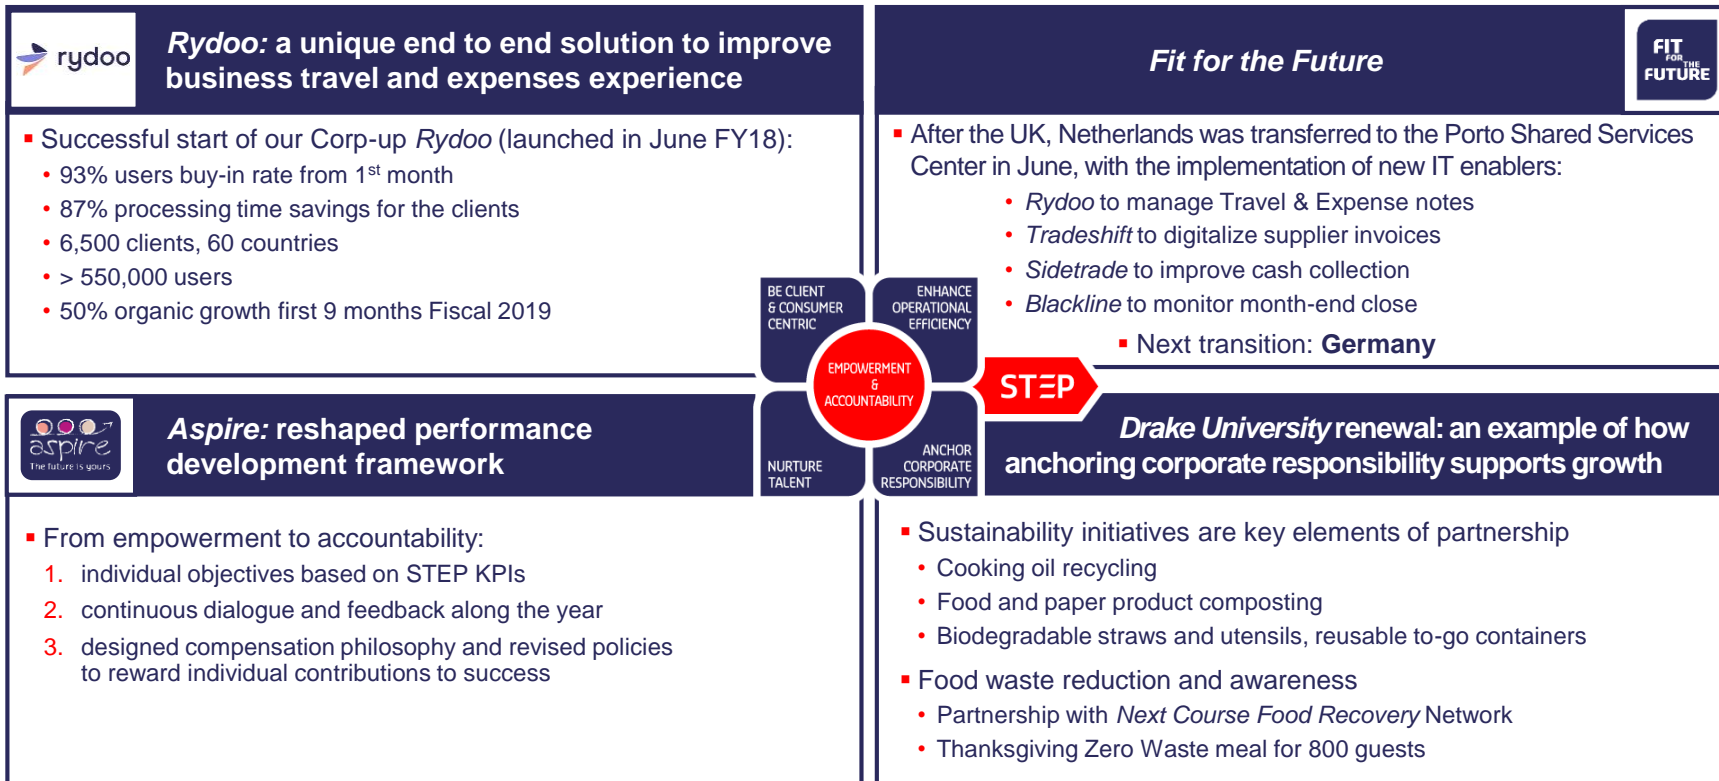 rydoo
Rydoo: a unique end to end solution to improve
business travel and expenses experience
▪ Successful start of our Corp-up Rydoo (launched in June FY18):
• 93% users buy-in rate from 1st month
• 87% processing time savings for the clients
• 6,500 clients, 60 countries
• > 550,000 users
• 50% organic growth first 9 months Fiscal 2019
Fit for the Future
FIT
FOR
THE
FUTURE
▪ After the UK, Netherlands was transferred to the Porto Shared Services
Center in June, with the implementation of new IT enablers:
• Rydoo to manage Travel & Expense notes
• Tradeshift to digitalize supplier invoices
• Sidetrade to improve cash collection
• Blackline to monitor month-end close
▪ Next transition: Germany
BE CLIENT
& CONSUMER
CENTRIC
ENHANCE
OPERATIONAL
EFFICIENCY
EMPOWERMENT
&
ACCOUNTABILITY
STEP
NURTURE
TALENT
ANCHOR
CORPORATE
RESPONSIBILITY
aspire
The future is yours
Aspire: reshaped performance
development framework
▪ From empowerment to accountability:
1. individual objectives based on STEP KPIs
2. continuous dialogue and feedback along the year
3. designed compensation philosophy and revised policies
to reward individual contributions to success
Drake University renewal: an example of how
anchoring corporate responsibility supports growth
▪ Sustainability initiatives are key elements of partnership
• Cooking oil recycling
• Food and paper product composting
• Biodegradable straws and utensils, reusable to-go containers
▪ Food waste reduction and awareness
• Partnership with Next Course Food Recovery Network
• Thanksgiving Zero Waste meal for 800 guests